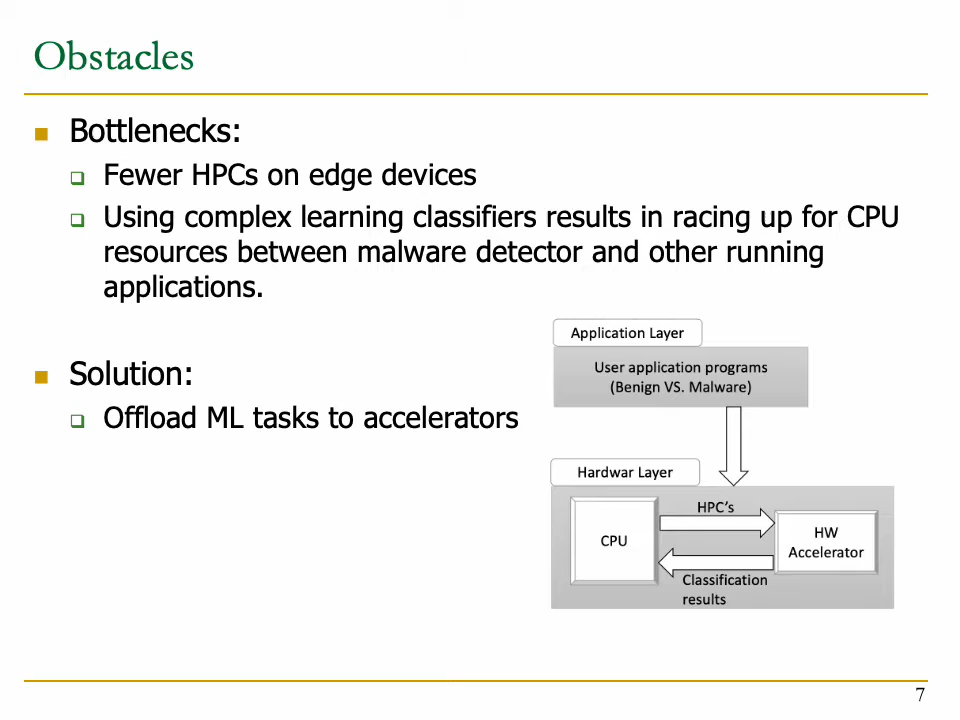 Obstacles
Bottlenecks:
Fewer HPCs on edge devices
Using complex learning classifiers results in racing up for CPU
resources between malware detector and other running
applications.
Solution:
Offload ML tasks to accelerators
Application Layer
User application programs
(Benign VS. Malware)
Hardwar Layer
CPU
HPC's
HW
Accelerator
Classification
results
7